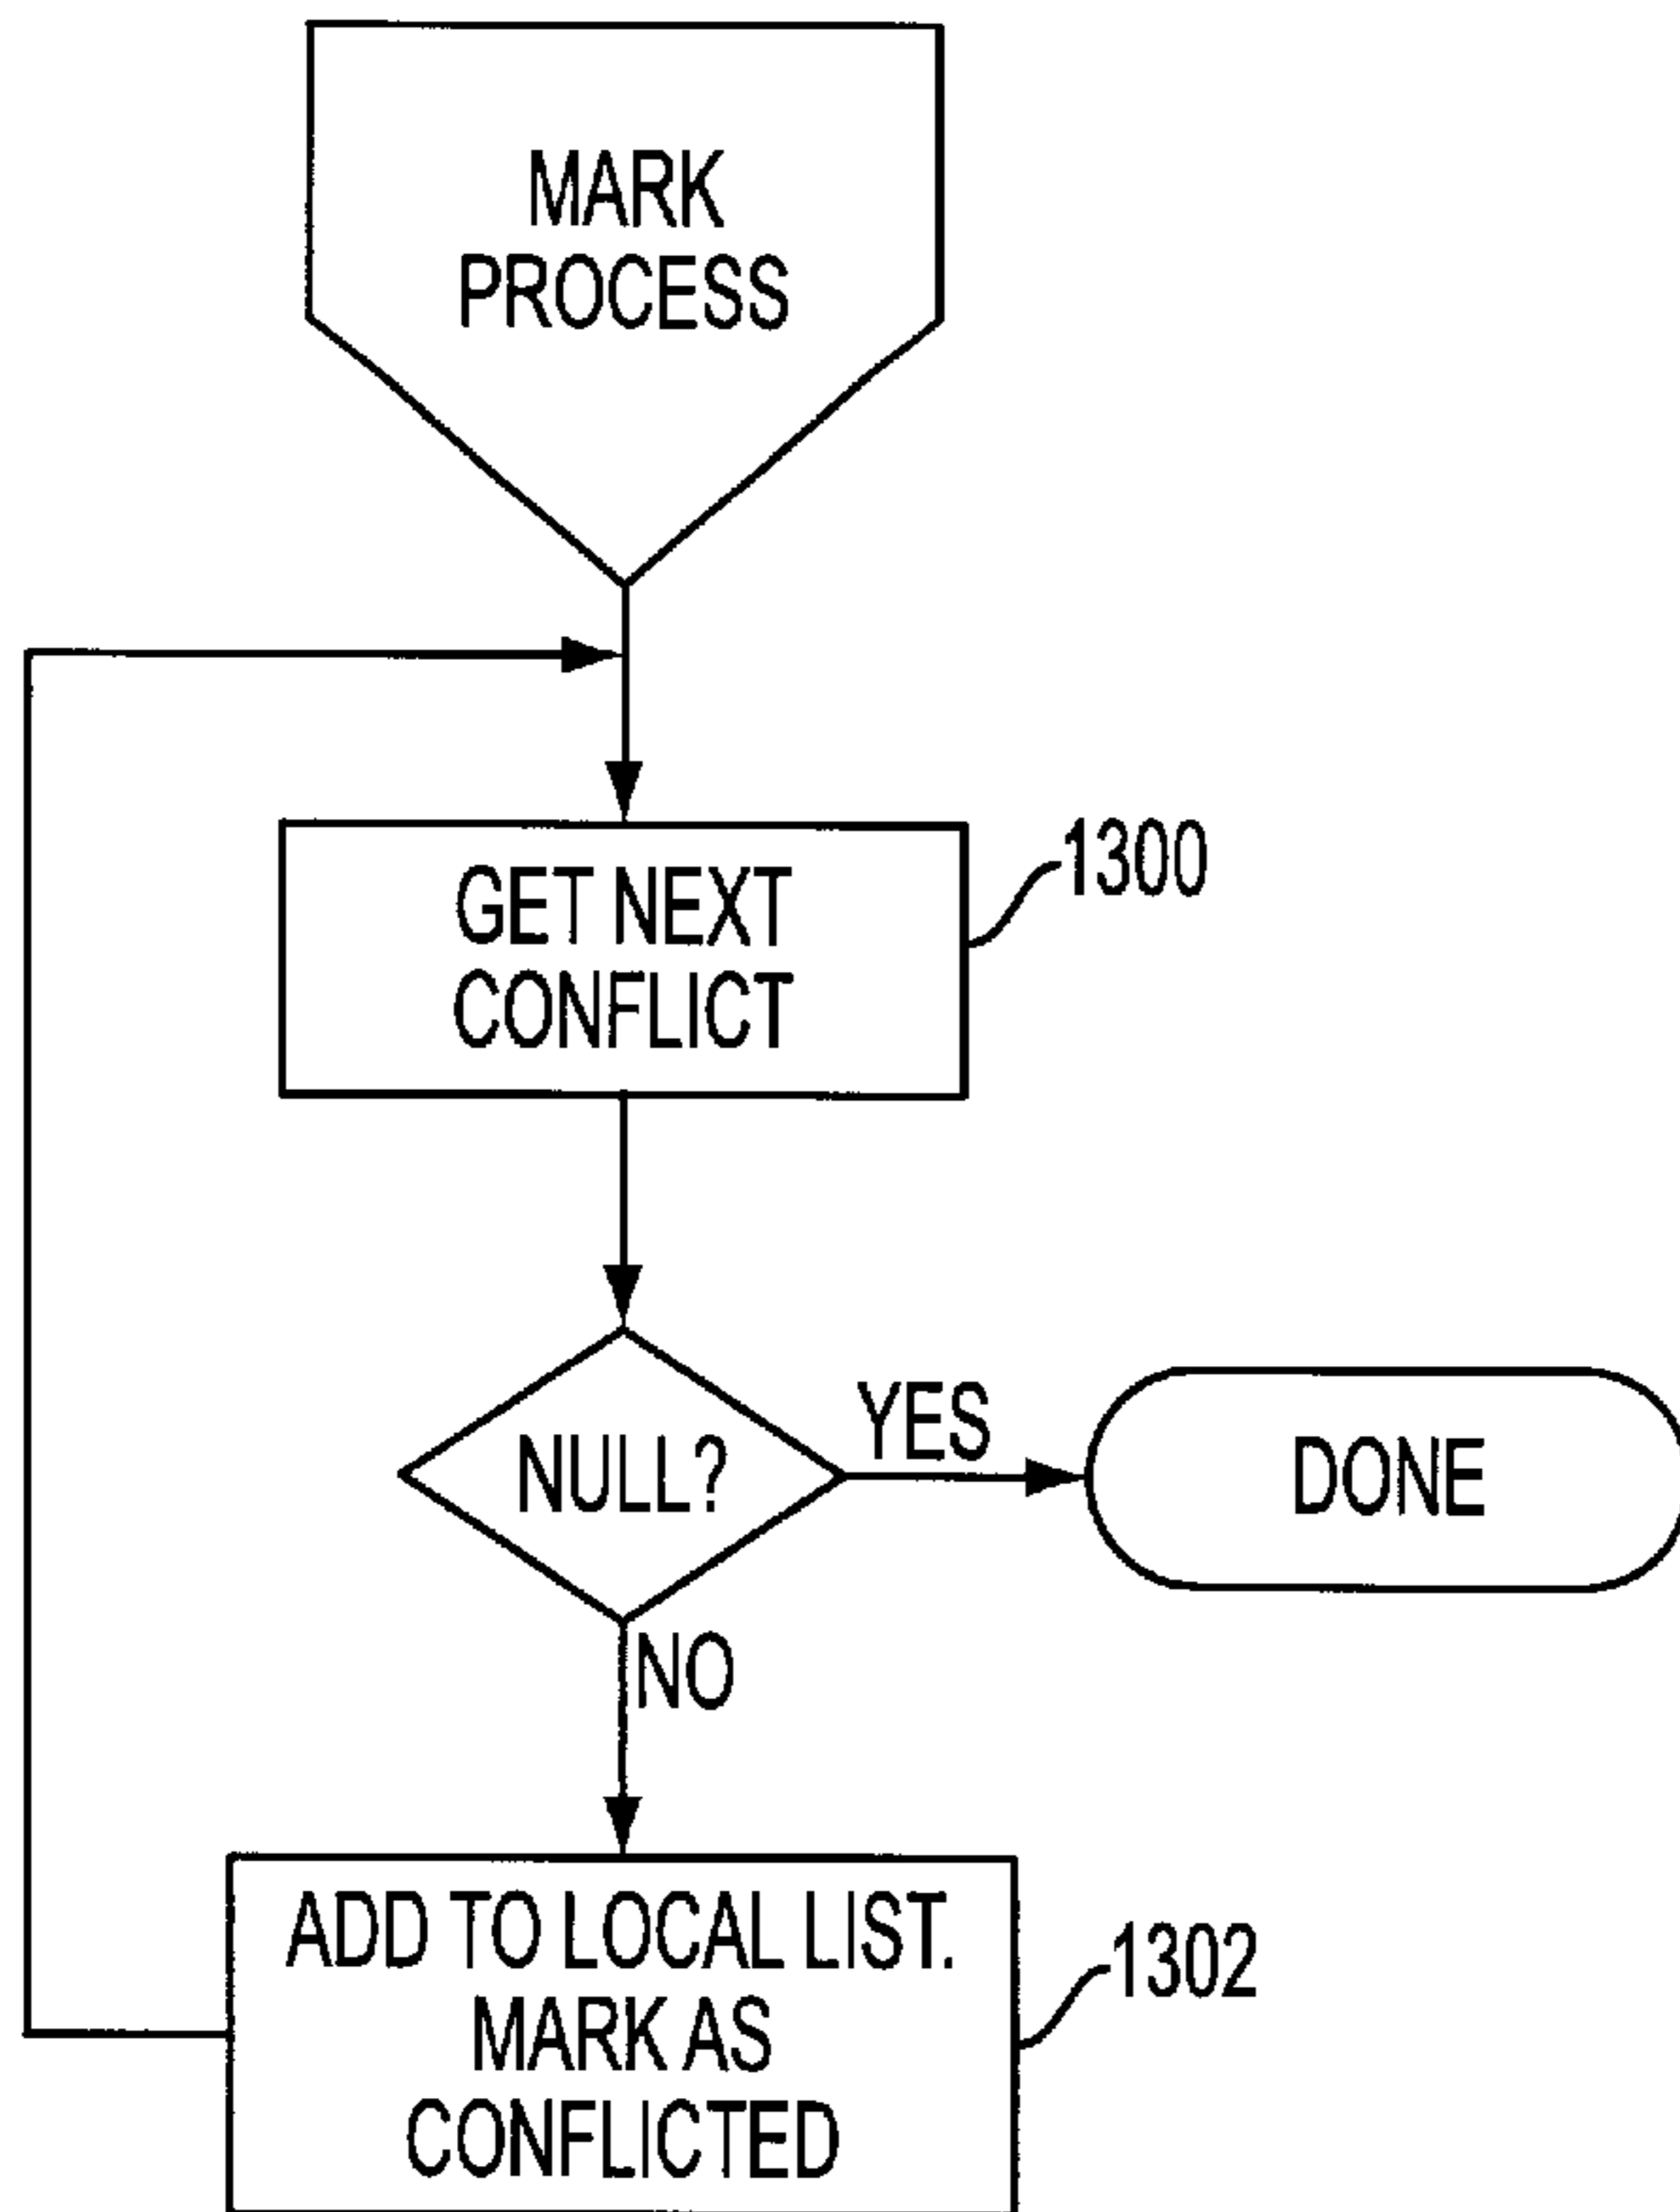 MARK
PROCESS
GET NEXT
CONFLICT
1300
NULL?
YES
DONE
NO
ADD TO LOCAL LIST.
MARK AS
CONFLICTED
1302